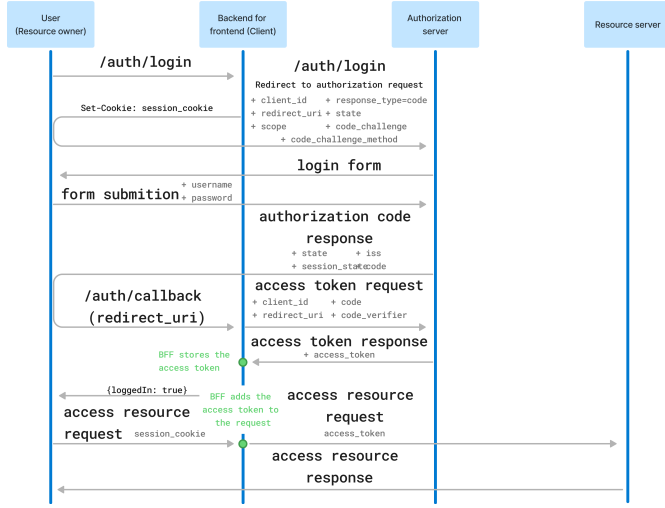 User
(Resource owner)
Backend for
frontend (Client)
Authorization
server
Resource server
/auth/login
/auth/login
Redirect to authorization request
+ client_id + response_type=code
+ redirect_uri + state
+ scope + code_challenge
+ code_challenge_method
Set-Cookie: session_cookie
login form
form submition
+ username
+ password
authorization code
response
+ state + iss
+ session_state
+ code
access token request
+ client_id + code
+ redirect_uri + code_verifier
/auth/callback
(redirect_uri)
access token response
+ access_token
BFF stores the
access token
{loggedIn: true}
BFF adds the
access token to
the request
access resource
request session_cookie
access resource
request
access_token
access resource
response